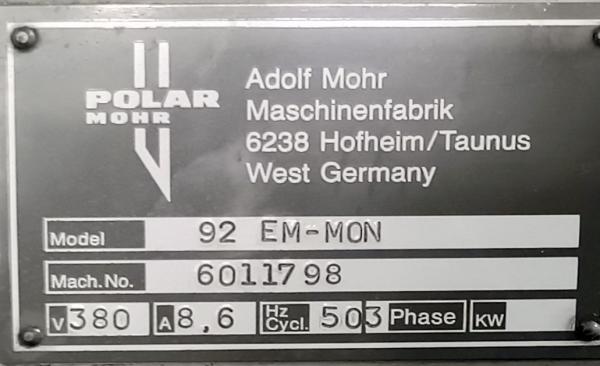 POLAR
MOHR
Adolf Mohr
Maschinenfabrik
6238 Hofheim/Taunus
West Germany
Model 92 EM-MON
Mach.No. 6011798
V 380 A 8,6 Hz Cycl. 50 3 Phase KW